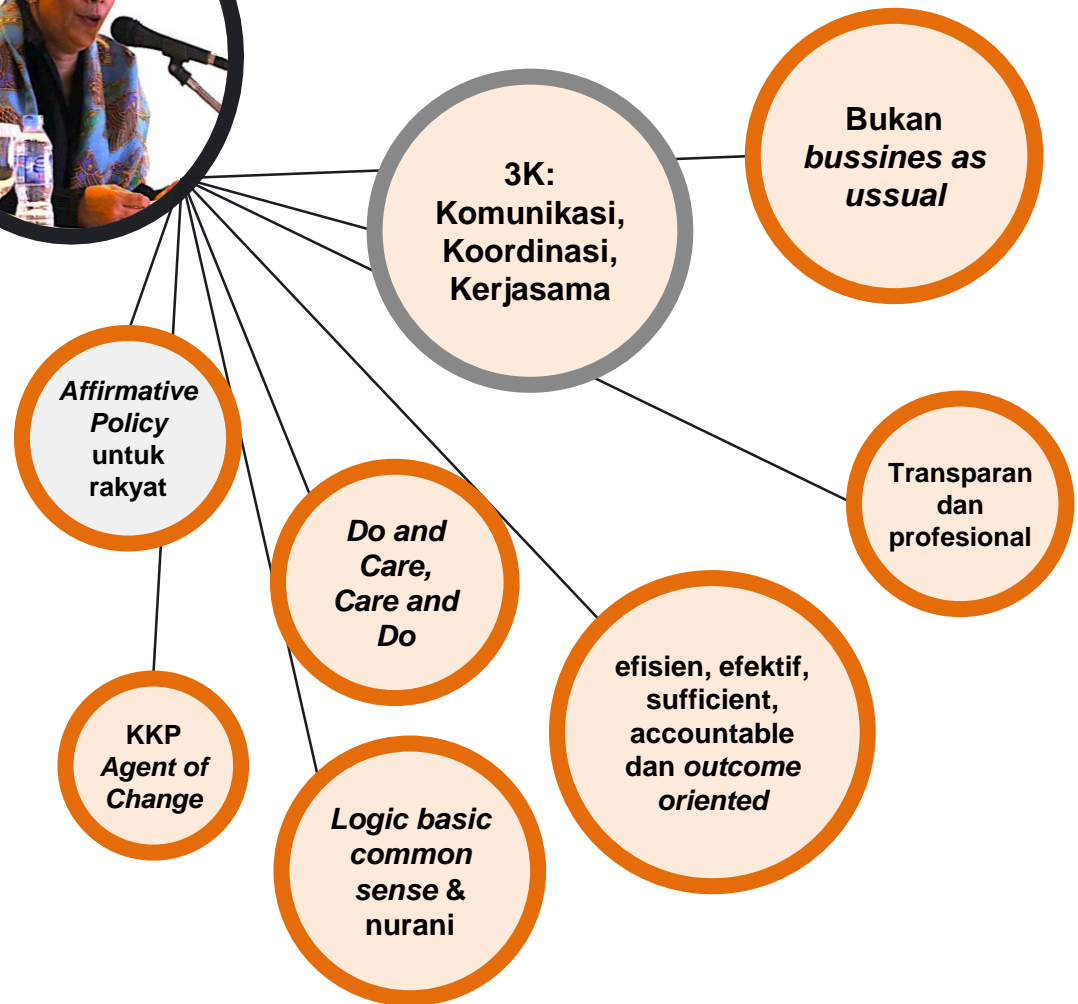 3K:
Komunikasi,
Koordinasi,
Kerjasama
Bukan
bussines as
ussual
Affirmative
Policy
untuk
rakyat
Transparan
dan
profesional
Do and
Care,
Care and
Do
efisien, efektif,
sufficient,
accountable
dan outcome
oriented
KKP
Agent of
Change
Logic basic
common
sense &
nurani